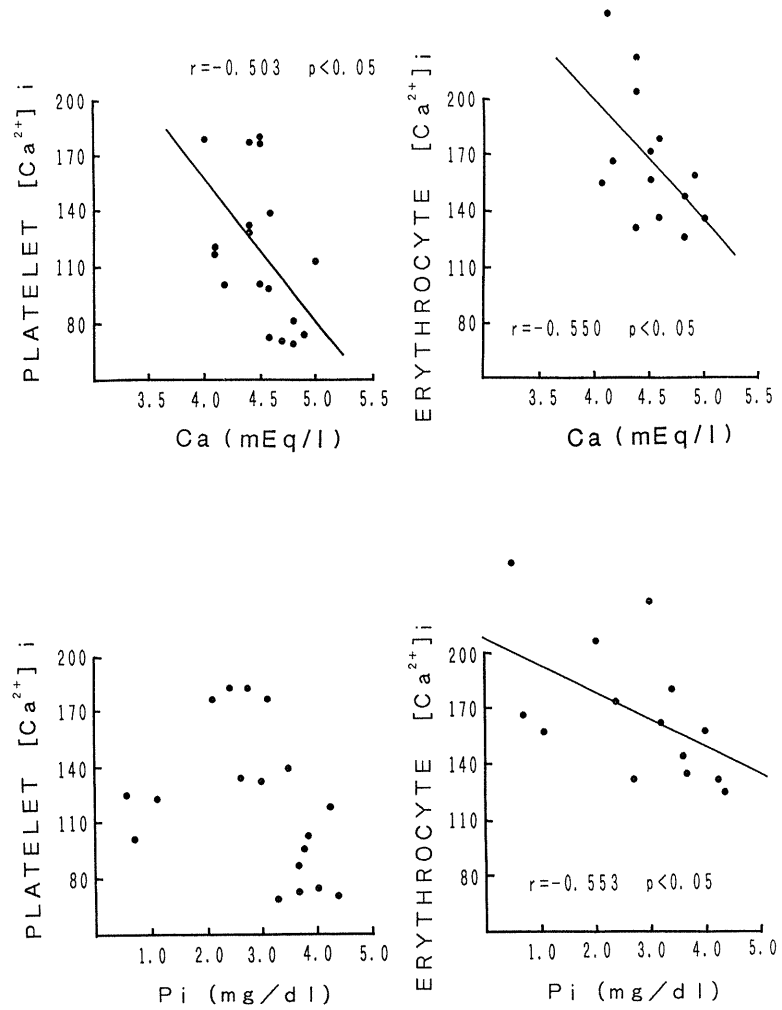 r=-0.503 p<0.05
PLATELET [Ca²⁺] i
200
170
140
110
80
3.5 4.0 4.5 5.0 5.5
Ca (mEq/l)
ERYTHROCYTE [Ca²⁺] i
200
170
140
110
80
r=-0.550 p<0.05
3.5 4.0 4.5 5.0 5.5
Ca (mEq/l)
PLATELET [Ca²⁺] i
200
170
140
110
80
1.0 2.0 3.0 4.0 5.0
Pi (mg/dl)
ERYTHROCYTE [Ca²⁺] i
200
170
140
110
80
r=-0.553 p<0.05
1.0 2.0 3.0 4.0 5.0
Pi (mg/dl)